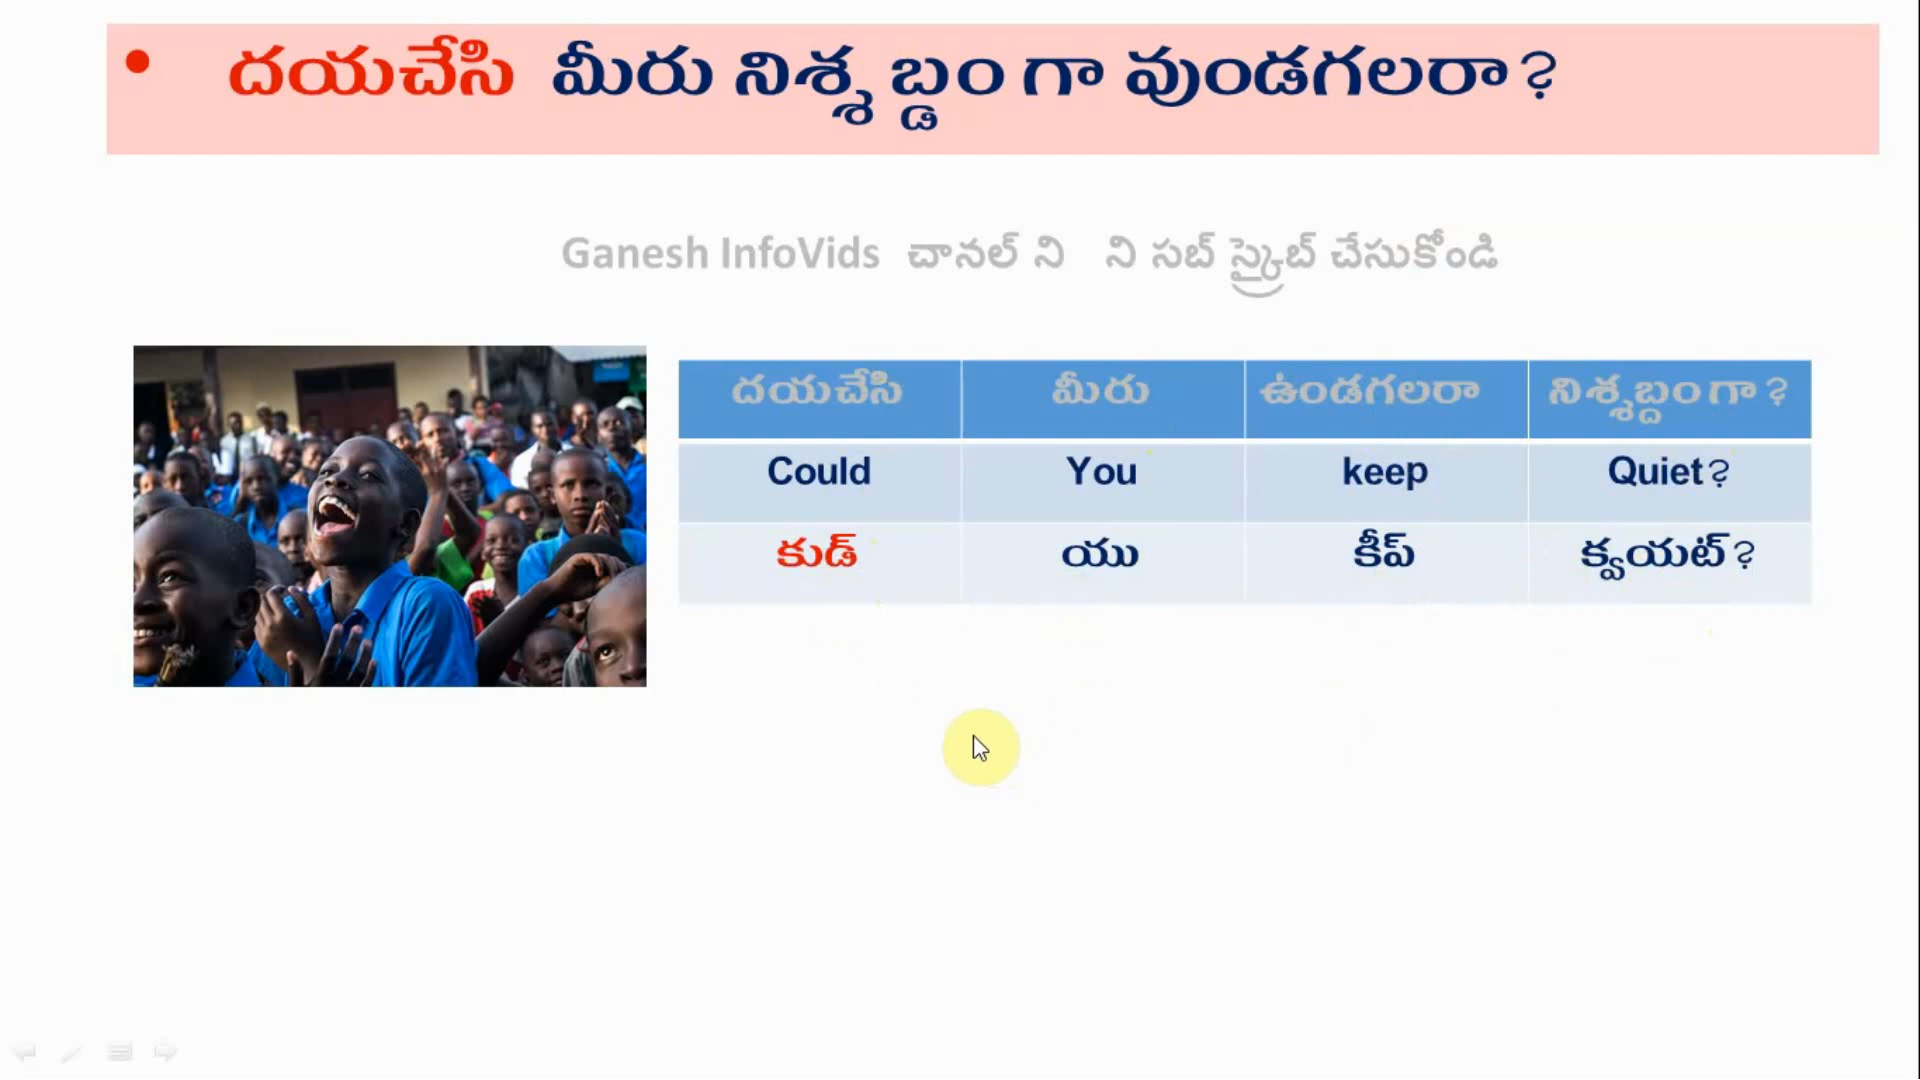 • దయచేసి మీరు నిశ్శబ్డం గా వుండగలరా?
Ganesh InfoVids చానల్ ని ని సబ్ స్క్రైబ్ చేసుకోండి
దయచేసి మీరు ఉండగలరా నిశ్శబ్దంగా?
Could You keep Quiet?
కుడ్ యు కీప్ క్వయట్?